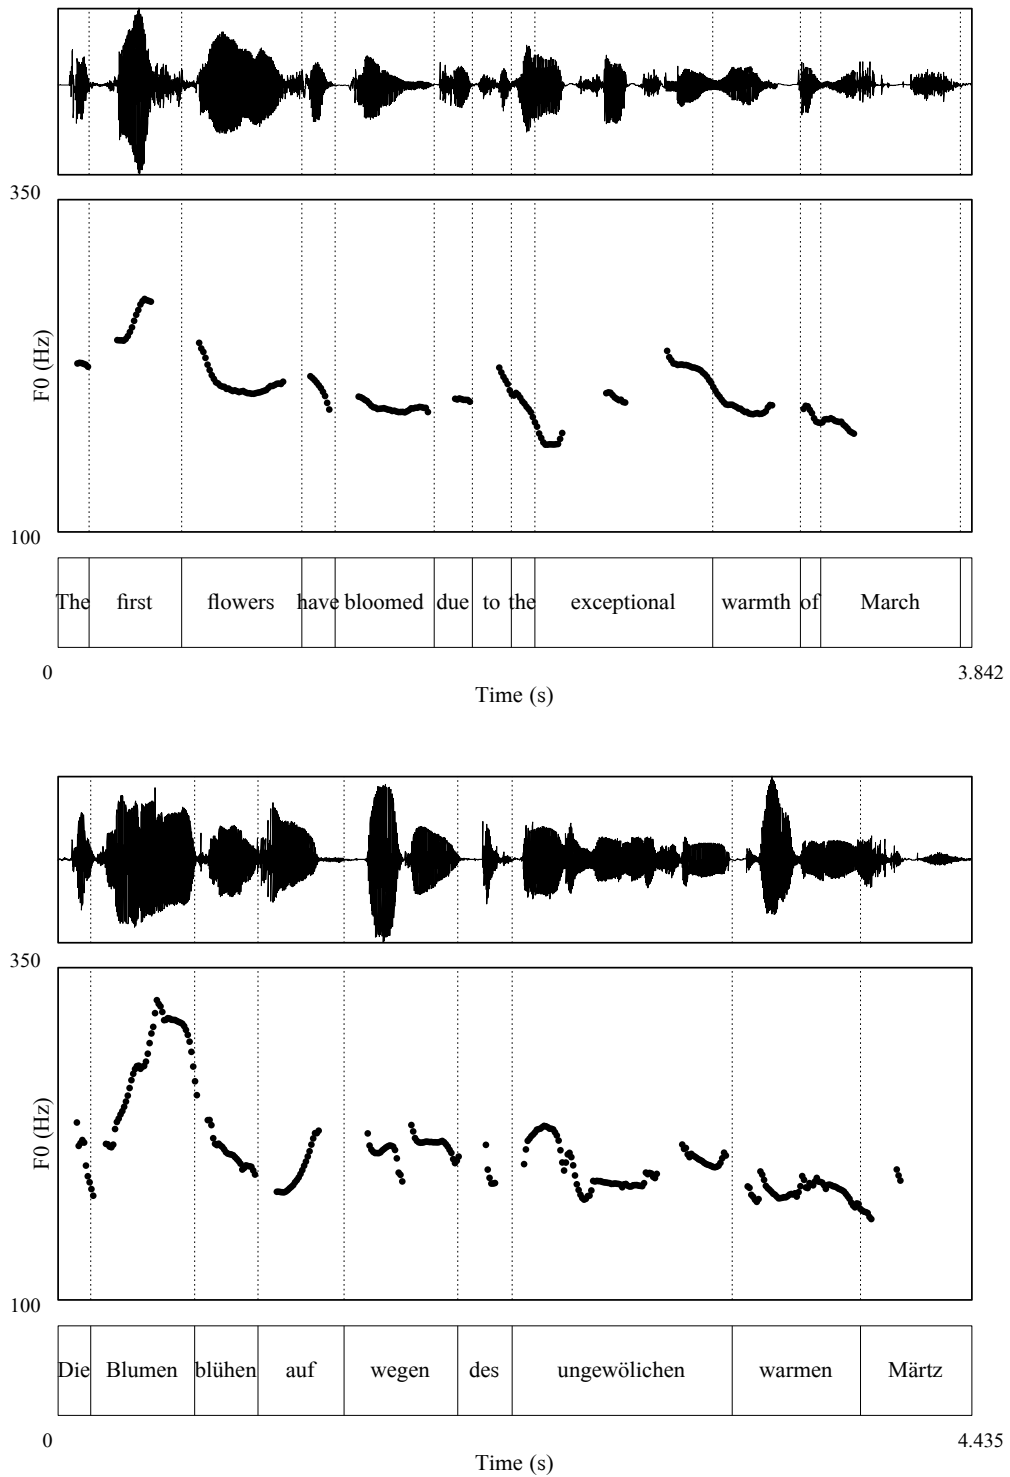 350
F0 (Hz)
100
The first flowers have bloomed due to the exceptional warmth of March
0 3.842
Time (s)
350
F0 (Hz)
100
Die Blumen blühen auf wegen des ungewölichen warmen Märtz
0 4.435
Time (s)